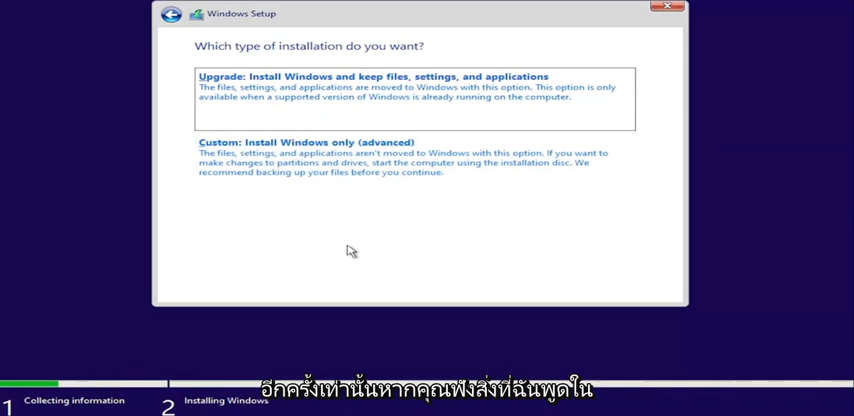 Windows Setup
Which type of installation do you want?
Upgrade: Install Windows and keep files, settings, and applications
The files, settings, and applications are moved to Windows with this option. This option is only
available when a supported version of Windows is already running on the computer.
Custom: Install Windows only (advanced)
The files, settings, and applications aren't moved to Windows with this option. If you want to
make changes to partitions and drives, start the computer using the installation disc. We
recommend backing up your files before you continue.
อีกครั้งเท่านั้นหากคุณฟังสิ่งที่ฉันพูดใน
1 Collecting information
2 Installing Windows